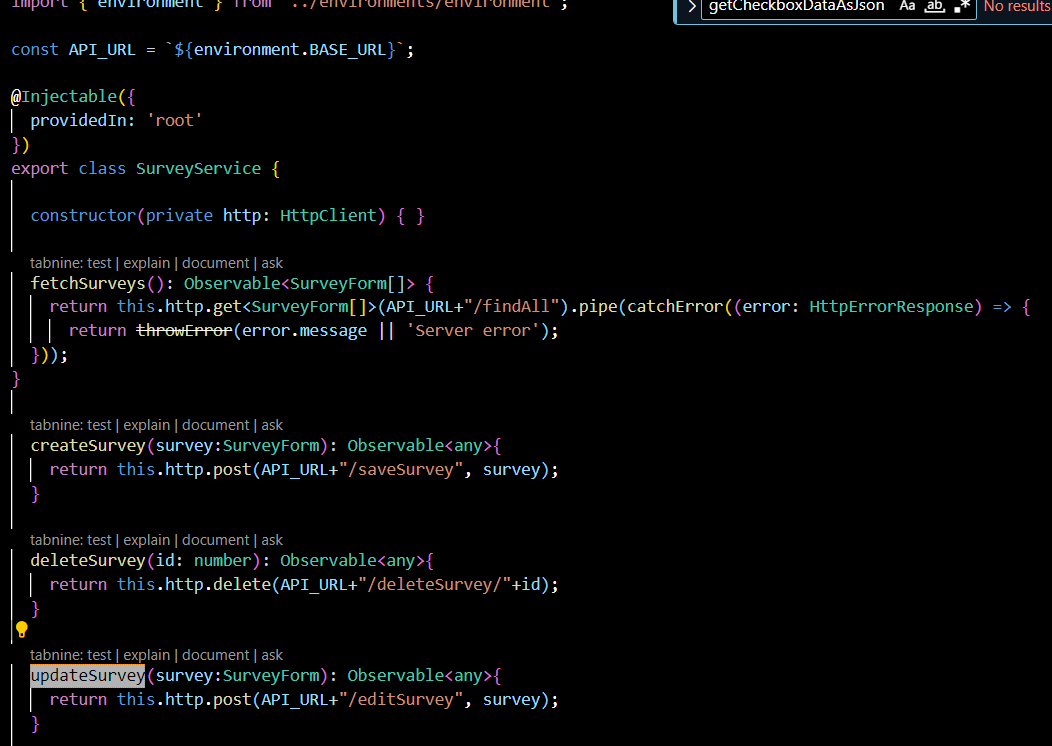 import { environment } from '../environments/environment';
getCheckboxDataAsJson Aa ab .* No results
const API_URL = `${environment.BASE_URL}`;
@Injectable({
providedIn: 'root'
})
export class SurveyService {
constructor(private http: HttpClient) { }
tabnine: test | explain | document | ask
fetchSurveys(): Observable<SurveyForm[]> {
return this.http.get<SurveyForm[]>(API_URL+"/findAll").pipe(catchError((error: HttpErrorResponse) => {
return throwError(error.message || 'Server error');
}));
}
tabnine: test | explain | document | ask
createSurvey(survey:SurveyForm): Observable<any>{
return this.http.post(API_URL+"/saveSurvey", survey);
}
tabnine: test | explain | document | ask
deleteSurvey(id: number): Observable<any>{
return this.http.delete(API_URL+"/deleteSurvey/"+id);
}
tabnine: test | explain | document | ask
updateSurvey(survey:SurveyForm): Observable<any>{
return this.http.post(API_URL+"/editSurvey", survey);
}